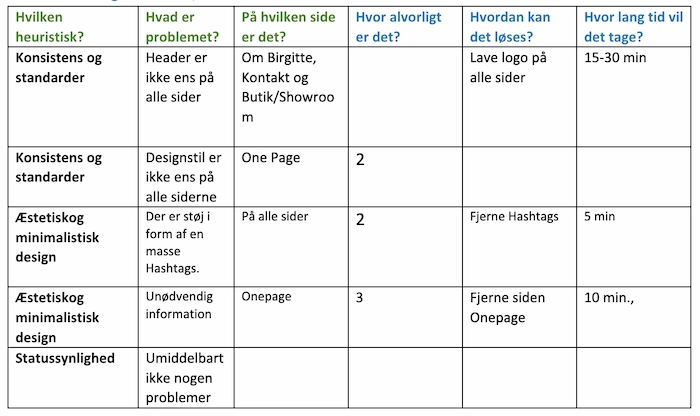 Hvilken heuristisk?
Hvad er problemet?
På hvilken side er det?
Hvor alvorligt er det?
Hvordan kan det løses?
Hvor lang tid vil det tage?
Konsistens og standarder
Header er ikke ens på alle sider
Om Birgitte, Kontakt og Butik/Showroo
m
Lave logo på alle sider
15-30 min
Konsistens og standarder
Designstil er ikke ens på alle siderne
One Page
2
Æstetiskog minimalistisk design
Der er støj i form af en masse Hashtags.
På alle sider
2
Fjerne Hashtags
5 min
Æstetiskog minimalistisk design
Unødvendig information
Onepage
3
Fjerne siden Onepage
10 min.,
Statussynlighed
Umiddelbart ikke nogen problemer